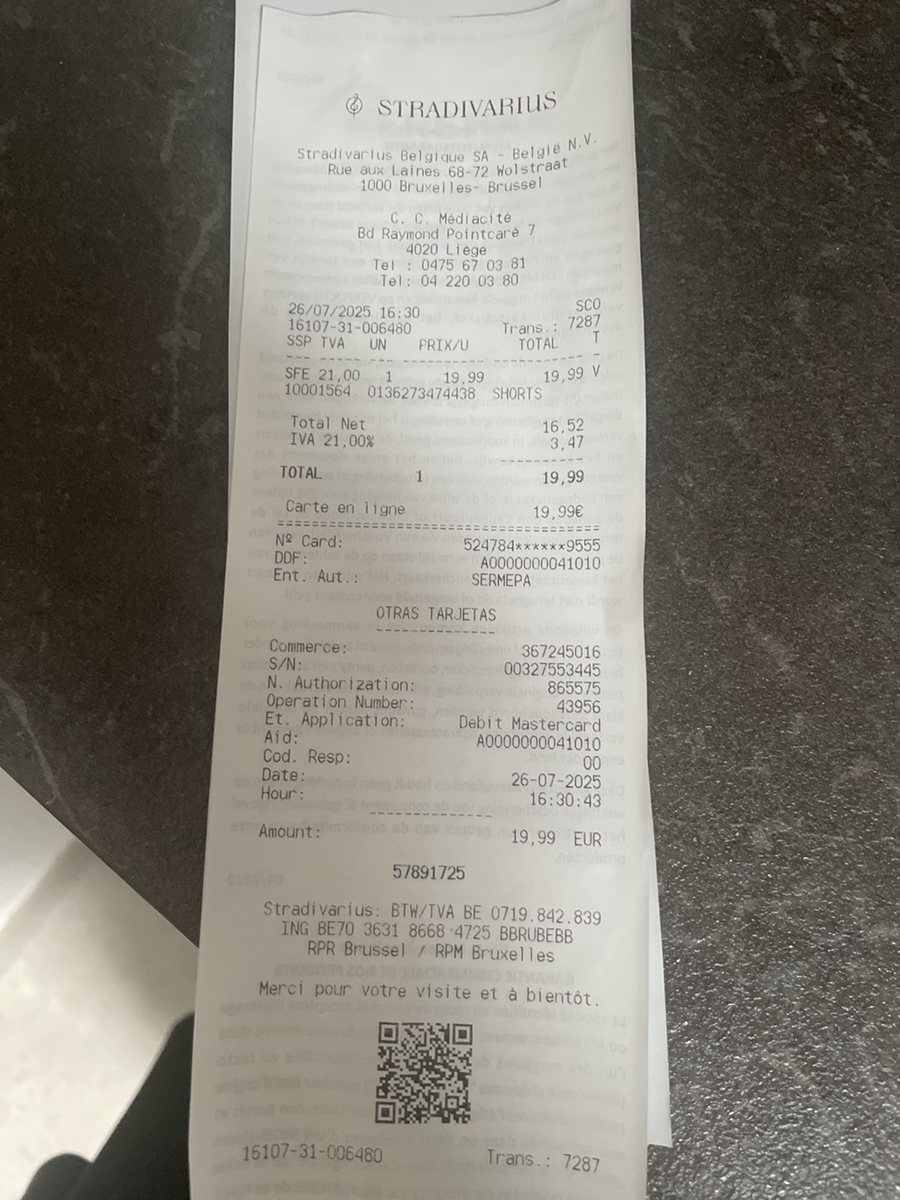 STRADIVARIUS
Stradivarius Belgique SA - België N.V.
Rue aux Laines 68-72 Wolstraat
1000 Bruxelles- Brussel
C. C. Médiacité
Bd Raymond Pointcaré 7
4020 Liège
Tel : 0475 67 03 81
Tel: 04 220 03 80
26/07/2025 16:30 SCO
16107-31-006480 Trans.: 7287
SSP TVA UN PRIX/U TOTAL T
SFE 21,00 1 19,99 19,99 V
10001564 0136273474438 SHORTS
Total Net 16,52
IVA 21,00% 3,47
TOTAL 1 19,99
Carte en ligne 19,99€
Nº Card: 524784******9555
DDF: A0000000041010
Ent. Aut.: SERMEPA
OTRAS TARJETAS
Commerce: 367245016
S/N: 00327553445
N. Authorization: 865575
Operation Number: 43956
Et. Application: Debit Mastercard
Aid: A0000000041010
Cod. Resp: 00
Date: 26-07-2025
Hour: 16:30:43
Amount: 19,99 EUR
57891725
Stradivarius: BTW/TVA BE 0719.842.839
ING BE70 3631 8668 4725 BBRUBEBB
RPR Brussel / RPM Bruxelles
Merci pour votre visite et à bientôt.
16107-31-006480 Trans.: 7287